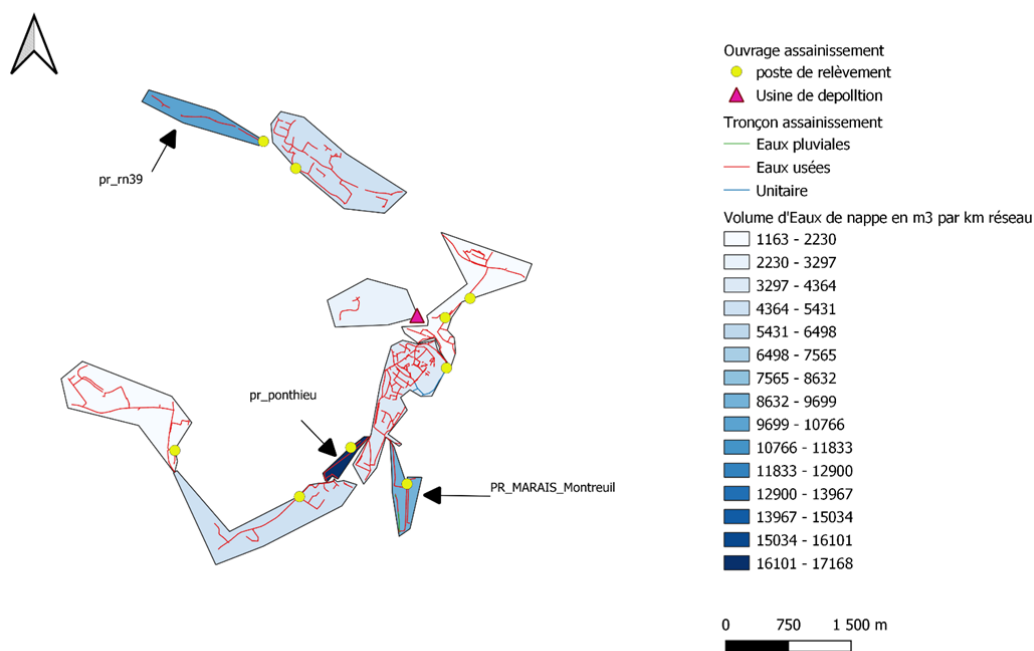 pr_rn39
pr_ponthieu
PR_MARAIS_Montreuil
Ouvrage assainissement
poste de relèvement
Usine de depolltion
Tronçon assainissement
Eaux pluviales
Eaux usées
Unitaire
Volume d'Eaux de nappe en m3 par km réseau
1163 - 2230
2230 - 3297
3297 - 4364
4364 - 5431
5431 - 6498
6498 - 7565
7565 - 8632
8632 - 9699
9699 - 10766
10766 - 11833
11833 - 12900
12900 - 13967
13967 - 15034
15034 - 16101
16101 - 17168
0 750 1 500 m